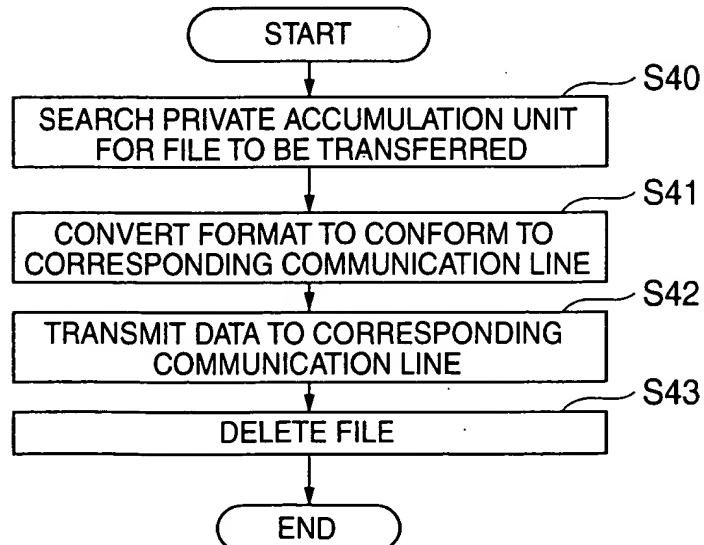 START
S40
SEARCH PRIVATE ACCUMULATION UNIT
FOR FILE TO BE TRANSFERRED
S41
CONVERT FORMAT TO CONFORM TO
CORRESPONDING COMMUNICATION LINE
S42
TRANSMIT DATA TO CORRESPONDING
COMMUNICATION LINE
S43
DELETE FILE
END